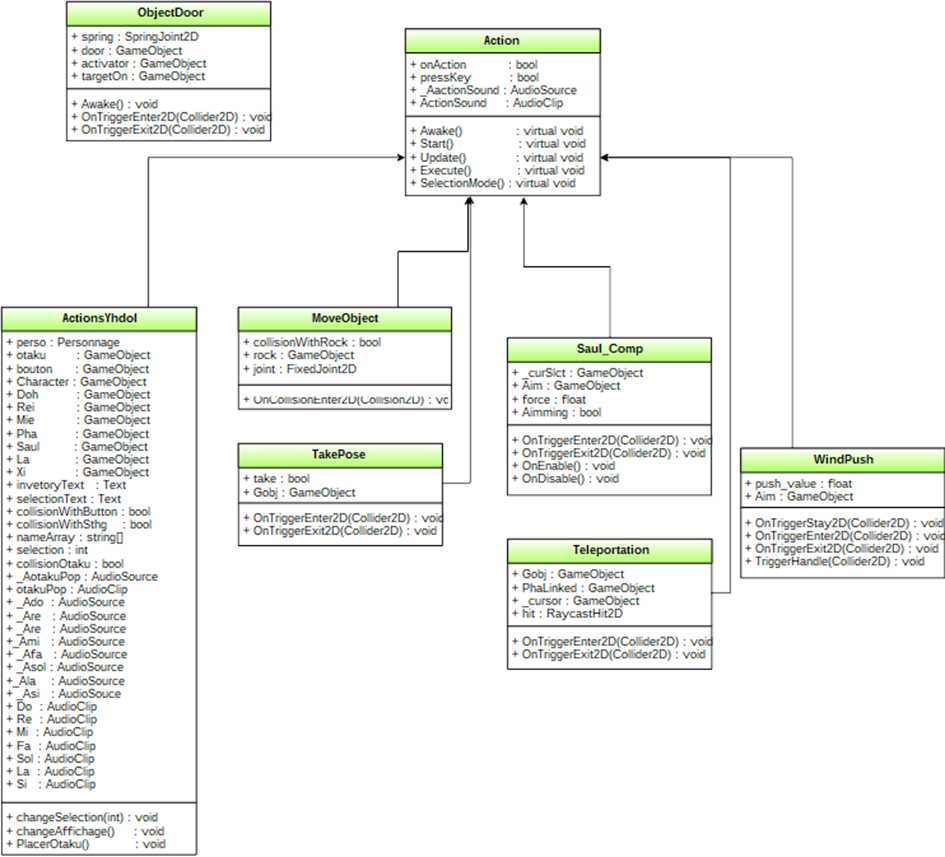 ObjectDoor
+ spring : SpringJoint2D
+ door : GameObject
+ activator : GameObject
+ targetOn : GameObject
+ Awake() : void
+ OnTriggerEnter2D(Collider2D) : void
+ OnTriggerExit2D(Collider2D) : void
Action
+ onAction : bool
+ pressKey : bool
+ _AactionSound : AudioSource
+ ActionSound : AudioClip
+ Awake() : virtual void
+ Start() : virtual void
+ Update() : virtual void
+ Execute() : virtual void
+ SelectionMode() : virtual void
ActionsYhdol
+ perso : Personnage
+ otaku : GameObject
+ bouton : GameObject
+ Character : GameObject
+ Doh : GameObject
+ Rei : GameObject
+ Mie : GameObject
+ Pha : GameObject
+ Saul : GameObject
+ La : GameObject
+ Xi : GameObject
+ invetoryText : Text
+ selectionText : Text
+ collisionWithButton : bool
+ collisionWithSthg : bool
+ nameArray : string[]
+ selection : int
+ collisionOtaku : bool
+ _AotakuPop : AudioSource
+ otakuPop : AudioClip
+ _Ado : AudioSource
+ _Are : AudioSource
+ _Are : AudioSource
+_Ami : AudioSource
+ _Afa : AudioSource
+ _Asol : AudioSource
+_Ala : AudioSource
+ _Asi : AudioSouce
+ Do : AudioClip
+ Re : AudioClip
+ Mi : AudioClip
+ Fa : AudioClip
+ Sol : AudioClip
+ La : AudioClip
+ Si : AudioClip
+ changeSelection(int) : void
+ changeAffichage() : void
+ PlacerOtaku() : void
MoveObject
+ collisionWithRock : bool
+ rock : GameObject
+ joint : FixedJoint2D
+ OnCollisionEnter2D(Collision2D) : vo
TakePose
+ take : bool
+ Gobj : GameObject
+ OnTriggerEnter2D(Collider2D) : void
+ OnTriggerExit2D(Collider2D) : void
Saul_Comp
+ _curSlct : GameObject
+ Aim : GameObject
+ force : float
+ Aimming : bool
+ OnTriggerEnter2D(Collider2D) : void
+ OnTriggerExit2D(Collider2D) : void
+ OnEnable() : void
+ OnDisable() : void
Teleportation
+ Gobj : GameObject
+ PhaLinked : GameObject
+ _cursor : GameObject
+ hit : RaycastHit2D
+ OnTriggerEnter2D(Collider2D) : void
+ OnTriggerExit2D(Collider2D) : void
WindPush
+ push_value : float
+ Aim : GameObject
+ OnTriggerStay2D(Collider2D) : void
+ OnTriggerEnter2D(Collider2D) : void
+ OnTriggerExit2D(Collider2D) : void
+ TriggerHandle(Collider2D) : void